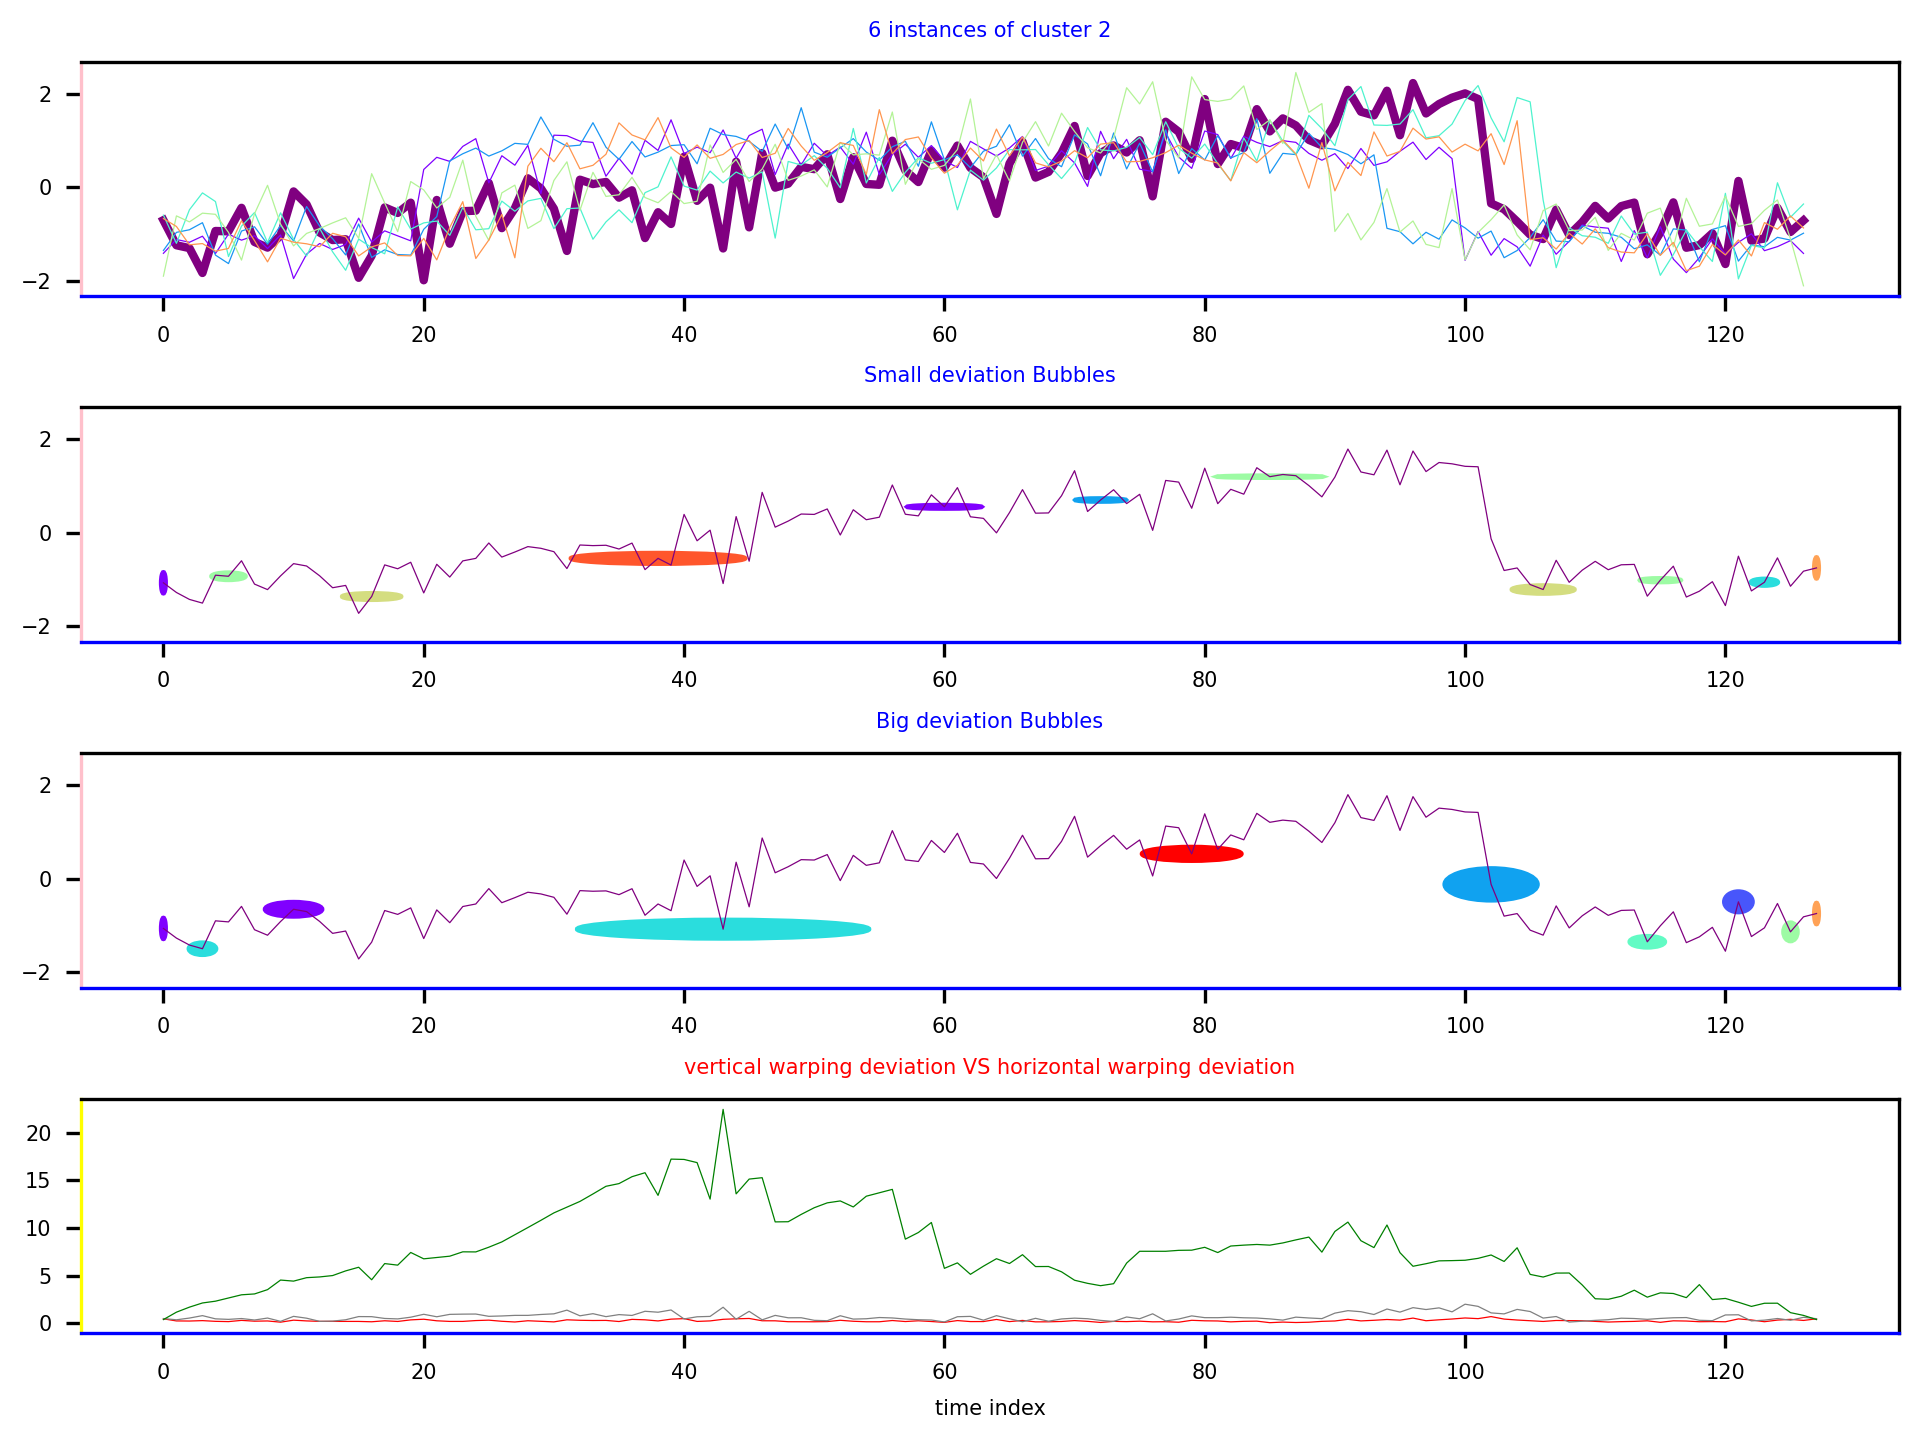 6 instances of cluster 2
2
0
−2
0 20 40 60 80 100 120
Small deviation Bubbles
2
0
−2
0 20 40 60 80 100 120
Big deviation Bubbles
2
0
−2
0 20 40 60 80 100 120
vertical warping deviation VS horizontal warping deviation
20
15
10
5
0
0 20 40 60 80 100 120
time index